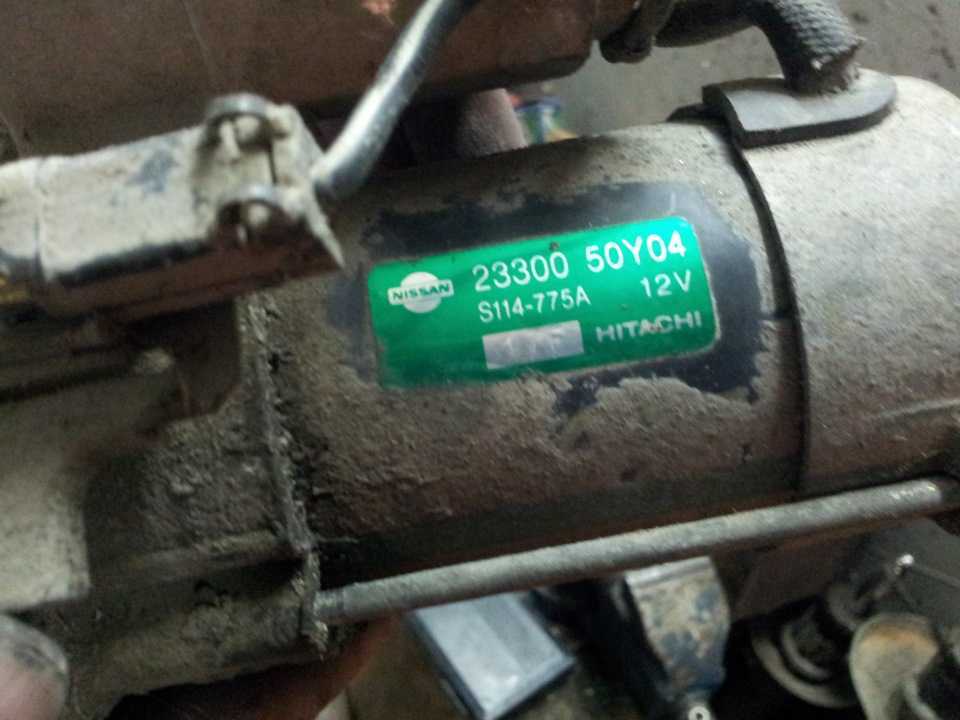 NISSAN 23300 50Y04
S114-775A 12V
HITACHI